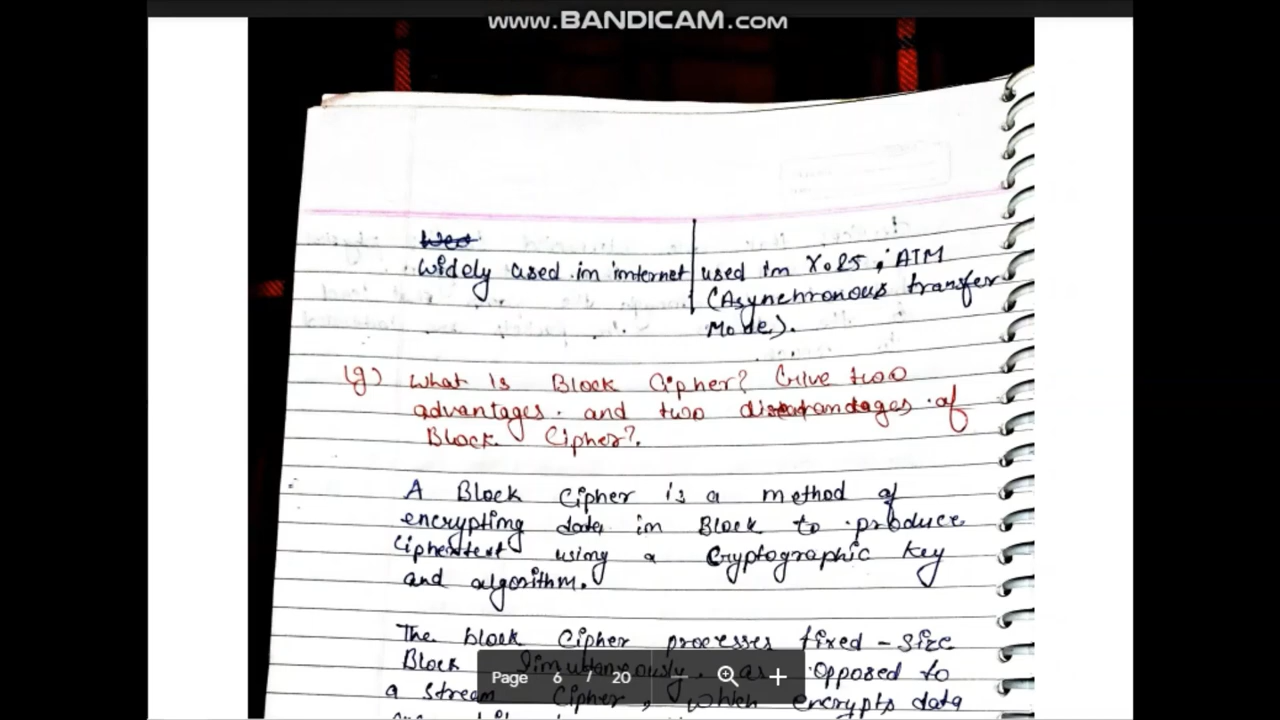 www.BANDICAM.com
widely used in internet
used in X.25, ATM
(Asynchronous transfer
Mode).
(g) what is Block Cipher? Give two
advantages. and two disadvantages of
Block Cipher?.
A Block Cipher is a method of
encrypting data in Block to produce
Ciphertext using a Cryptographic key
and algorithm.
The block Cipher processes fixed-size
Block Simultaneously. as opposed to
a stream Cipher, which encrypts data
Page 6 / 20